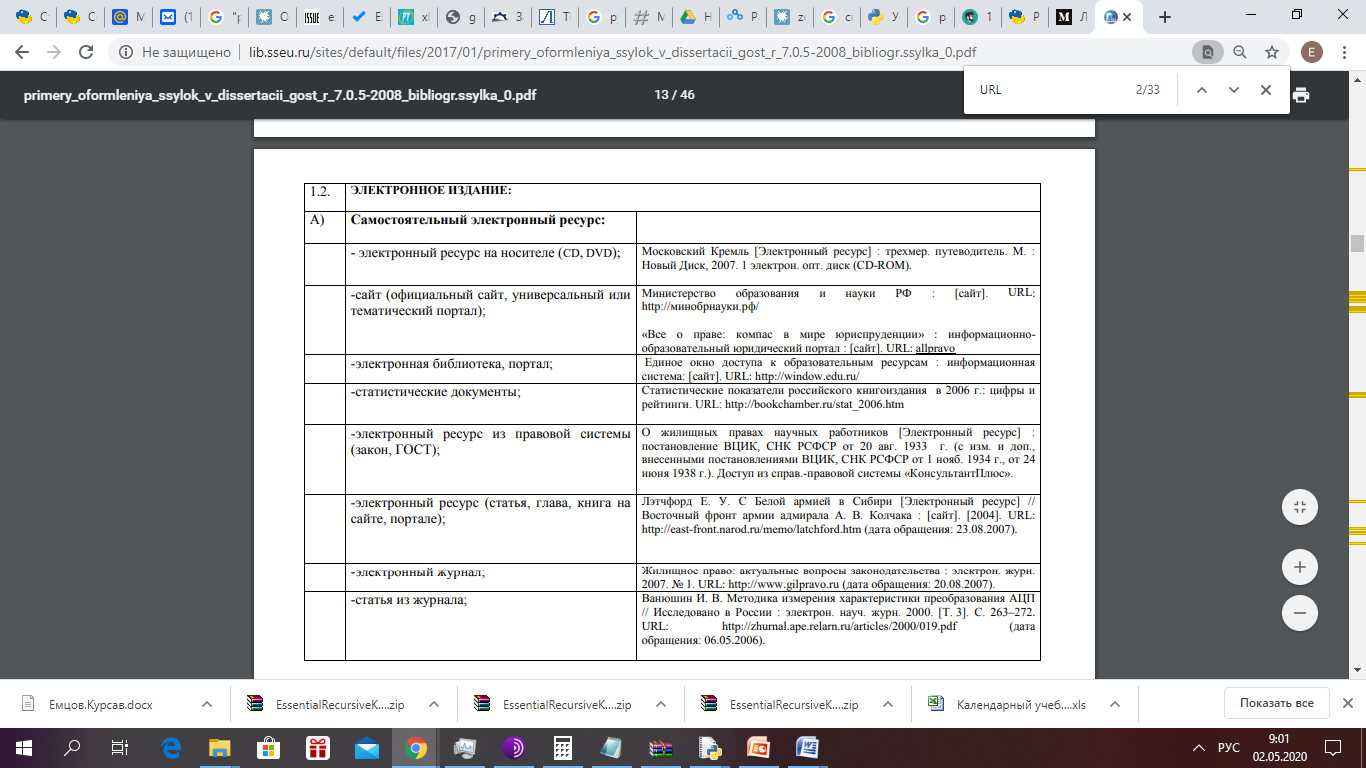 С
С
М
(1
"р
О
ISSUE
е:
Е
РТ
xl
g
З
Т
р
М
Н
Р
z
с
У
р
1
Р
М
Л
Не защищено | lib.sseu.ru/sites/default/files/2017/01/primery_oformleniya_ssylok_v_dissertacii_gost_r_7.0.5-2008_bibliogr.ssylka_0.pdf
Е
URL 2/33
primery_oformleniya_ssylok_v_dissertacii_gost_r_7.0.5-2008_bibliogr.ssylka_0.pdf 13 / 46
1.2. ЭЛЕКТРОННОЕ ИЗДАНИЕ:
А) Самостоятельный электронный ресурс:
- электронный ресурс на носителе (CD, DVD);
Московский Кремль [Электронный ресурс] : трехмер. путеводитель. М. :
Новый Диск, 2007. 1 электрон. опт. диск (CD-ROM).
-сайт (официальный сайт, универсальный или
тематический портал);
Министерство образования и науки РФ : [сайт]. URL:
http://минобрнауки.рф/
«Все о праве: компас в мире юриспруденции» : информационно-
образовательный юридический портал : [сайт]. URL: allpravo
-электронная библиотека, портал;
Единое окно доступа к образовательным ресурсам : информационная
система: [сайт]. URL: http://window.edu.ru/
-статистические документы;
Статистические показатели российского книгоиздания в 2006 г.: цифры и
рейтинги. URL: http://bookchamber.ru/stat_2006.htm
-электронный ресурс из правовой системы
(закон, ГОСТ);
О жилищных правах научных работников [Электронный ресурс] :
постановление ВЦИК, СНК РСФСР от 20 авг. 1933 г. (с изм. и доп.,
внесенными постановлениями ВЦИК, СНК РСФСР от 1 нояб. 1934 г., от 24
июня 1938 г.). Доступ из справ.-правовой системы «КонсультантПлюс».
-электронный ресурс (статья, глава, книга на
сайте, портале);
Лэтчфорд Е. У. С Белой армией в Сибири [Электронный ресурс] //
Восточный фронт армии адмирала А. В. Колчака : [сайт]. [2004]. URL:
http://east-front.narod.ru/memo/latchford.htm (дата обращения: 23.08.2007).
-электронный журнал;
Жилищное право: актуальные вопросы законодательства : электрон. журн.
2007. № 1. URL: http://www.gilpravo.ru (дата обращения: 20.08.2007).
-статья из журнала;
Ванюшин И. В. Методика измерения характеристики преобразования АЦП
// Исследовано в России : электрон. науч. журн. 2000. [Т. 3]. С. 263–272.
URL: http://zhurnal.ape.relarn.ru/articles/2000/019.pdf (дата
обращения: 06.05.2006).
Емцов.Курсав.docx
EssentialRecursiveK....zip
EssentialRecursiveK....zip
EssentialRecursiveK....zip
Календарный учеб....xls
Показать все
РУС
9:01
02.05.2020